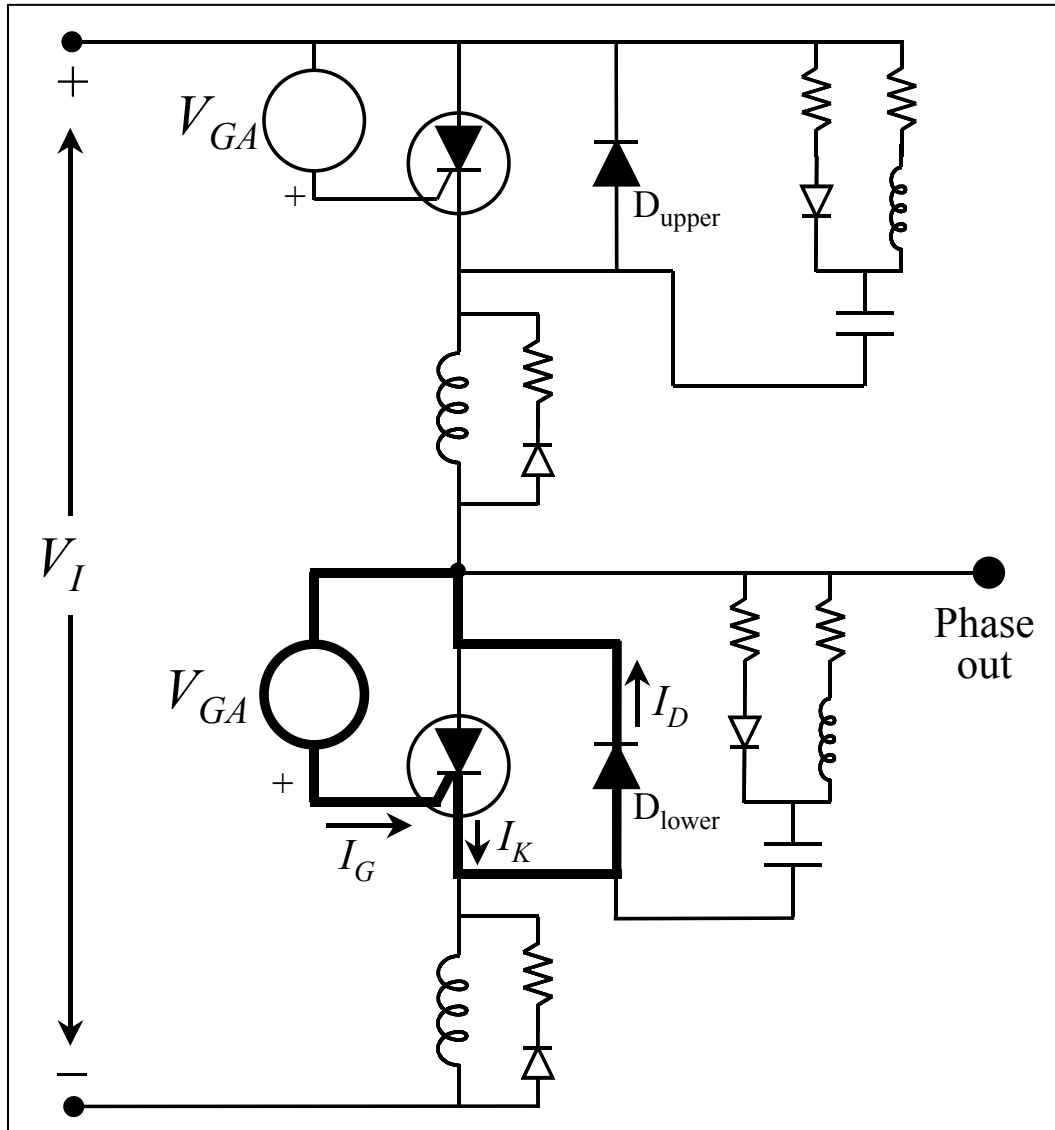 +
V_GA
+
D_upper
V_I
Phase
out
V_GA
I_D
+
D_lower
I_G
I_K
−